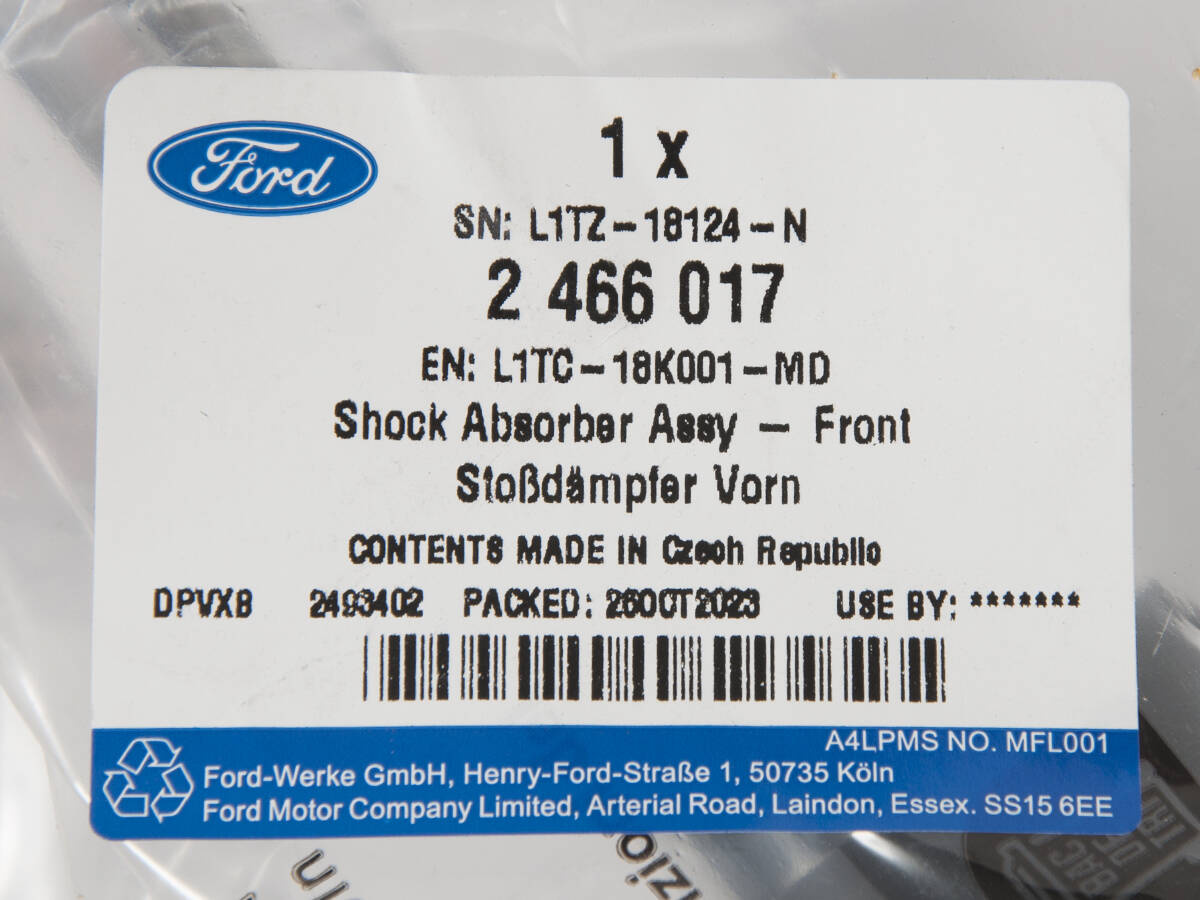 Ford
1 x
SN: L1TZ-18124-N
2 466 017
EN: L1TC-18K001-MD
Shock Absorber Assy - Front
Stoßdämpfer Vorn
CONTENTS MADE IN Czech Republic
DPVXB 2493402 PACKED: 26OCT2023 USE BY: *******
A4LPMS NO. MFL001
Ford-Werke GmbH, Henry-Ford-Straße 1, 50735 Köln
Ford Motor Company Limited, Arterial Road, Laindon, Essex. SS15 6EE